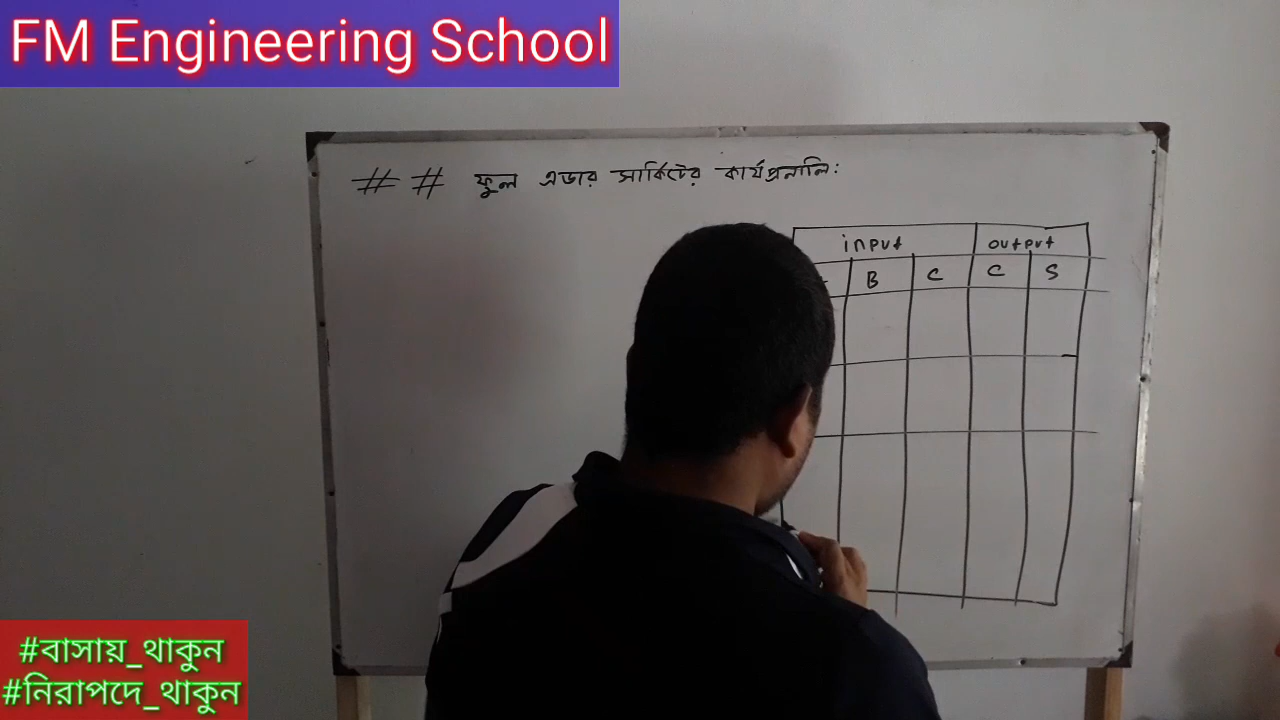 FM Engineering School
## # ফুল এডার সার্কিটের কার্যপ্রনালি:
input output
B C C S
#বাসায়_থাকুন
#নিরাপদে_থাকুন